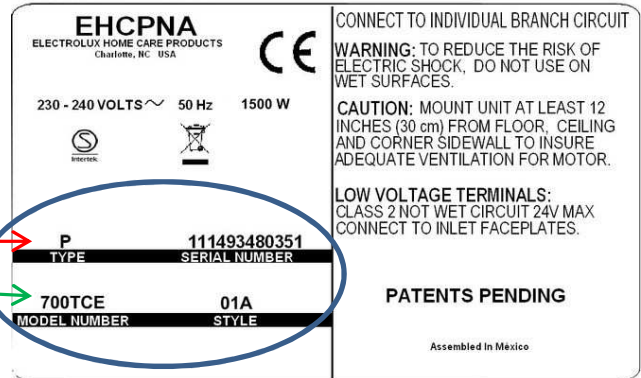 EHCPNA
ELECTROLUX HOME CARE PRODUCTS
Charlotte, NC USA
CE
230 - 240 VOLTS～ 50 Hz 1500 W
S
Intertek
P 111493480351
TYPE SERIAL NUMBER
700TCE 01A
MODEL NUMBER STYLE
CONNECT TO INDIVIDUAL BRANCH CIRCUIT
WARNING: TO REDUCE THE RISK OF
ELECTRIC SHOCK, DO NOT USE ON
WET SURFACES.
CAUTION: MOUNT UNIT AT LEAST 12
INCHES (30 cm) FROM FLOOR, CEILING
AND CORNER SIDEWALL TO INSURE
ADEQUATE VENTILATION FOR MOTOR.
LOW VOLTAGE TERMINALS:
CLASS 2 NOT WET CIRCUIT 24V MAX
CONNECT TO INLET FACEPLATES.
PATENTS PENDING
Assembled In México